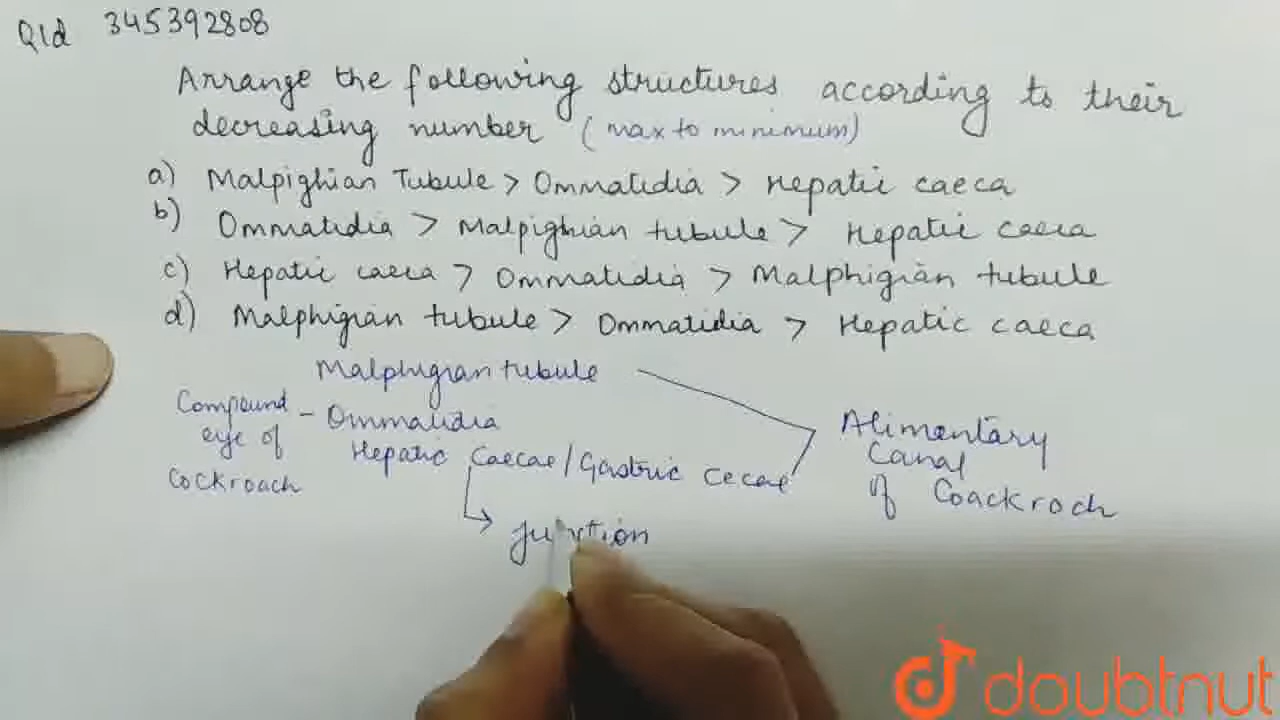 QId 345392808
Arrange the following structures according to their
decreasing number (max to minimum)
a) Malpighian Tubule > Ommatidia > Hepatic caeca
b) Ommatidia > Malpighian tubule > Hepatic caeca
c) Hepatic caeca > Ommatidia > Malphigian tubule
d) Malphigian tubule > Ommatidia > Hepatic caeca
Malphigian tubule
Compound eye of Cockroach - Ommatidia
Hepatic Caecae/Gastric Cecae
Alimentary
Canal
of Coackroch
junction
doubtnut